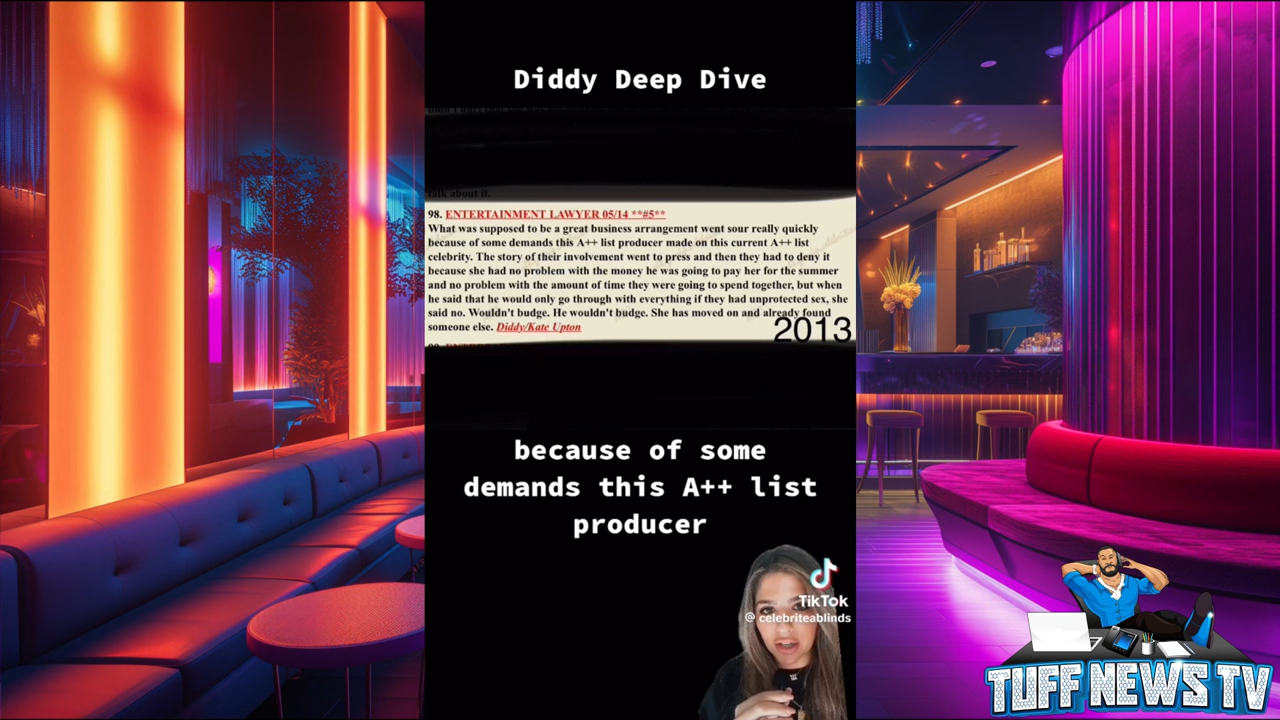 Diddy Deep Dive
talk about it.
98. ENTERTAINMENT LAWYER 05/14 **#5**
What was supposed to be a great business arrangement went sour really quickly
because of some demands this A++ list producer made on this current A++ list
celebrity. The story of their involvement went to press and then they had to deny it
because she had no problem with the money he was going to pay her for the summer
and no problem with the amount of time they were going to spend together, but when
he said that he would only go through with everything if they had unprotected sex, she
said no. Wouldn't budge. He wouldn't budge. She has moved on and already found
someone else. Diddy/Kate Upton
2013
because of some
demands this A++ list
producer
TikTok
@celebriteablinds
TUFF NEWS TV